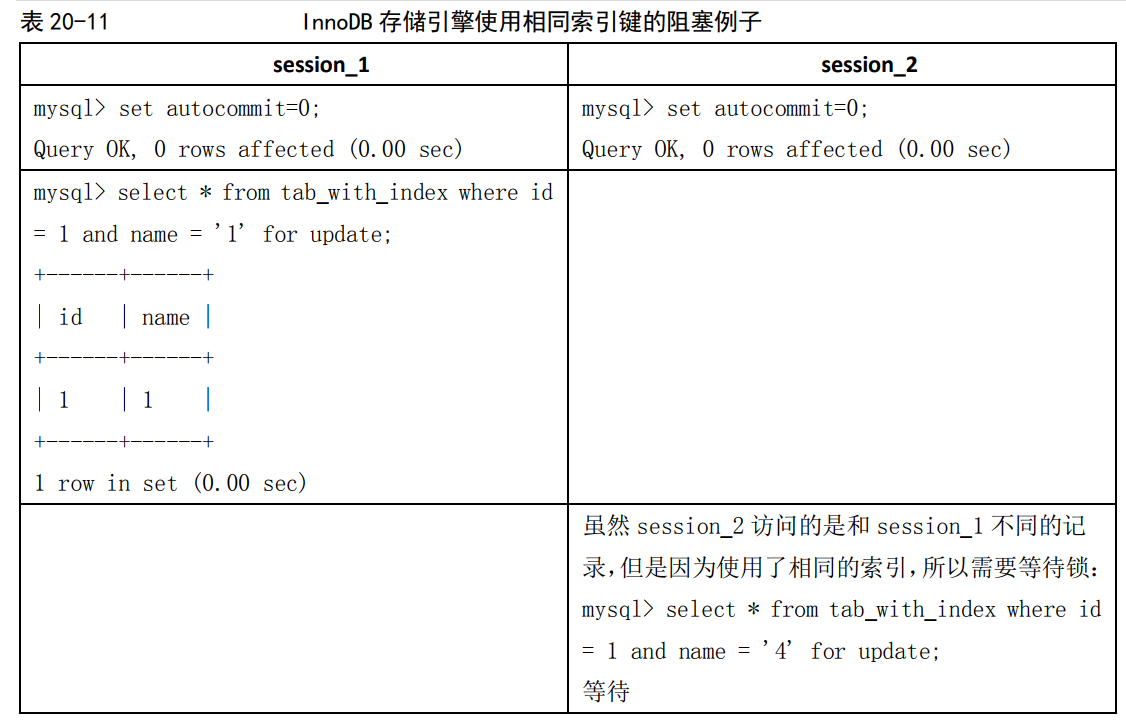 表 20-11 InnoDB 存储引擎使用相同索引键的阻塞例子
session_1 session_2
mysql> set autocommit=0;
Query OK, 0 rows affected (0.00 sec)
mysql> set autocommit=0;
Query OK, 0 rows affected (0.00 sec)
mysql> select * from tab_with_index where id
= 1 and name = '1' for update;
+------+------+
| id | name |
+------+------+
| 1 | 1 |
+------+------+
1 row in set (0.00 sec)
虽然 session_2 访问的是和 session_1 不同的记
录，但是因为使用了相同的索引，所以需要等待锁：
mysql> select * from tab_with_index where id
= 1 and name = '4' for update;
等待